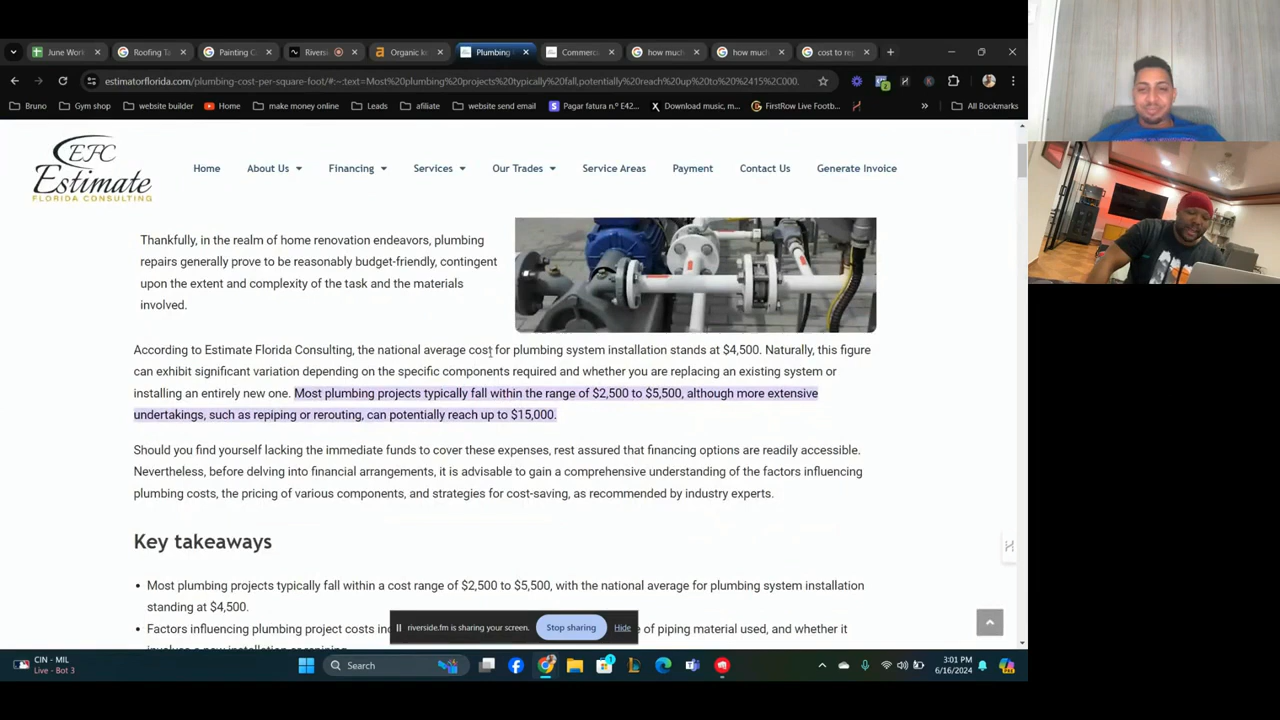 June Wor
Roofing Ta
Painting C
Rivers
Organic k
Plumbing
Commerc
how much
how much
cost to re
estimatorflorida.com/plumbing-cost-per-square-foot/#:~:text=Most%20plumbing%20projects%20typically%20fall,potentially%20reach%20up%20to%20%2415%2C000.
Bruno
Gym shop
website builder
Home
make money online
Leads
afiliate
website send email
Pagar fatura n.º E42...
Download music, m...
FirstRow Live Footb...
All Bookmarks
EFC
Estimate
FLORIDA CONSULTING
Home
About Us
Financing
Services
Our Trades
Service Areas
Payment
Contact Us
Generate Invoice
Thankfully, in the realm of home renovation endeavors, plumbing
repairs generally prove to be reasonably budget-friendly, contingent
upon the extent and complexity of the task and the materials
involved.
According to Estimate Florida Consulting, the national average cost for plumbing system installation stands at $4,500. Naturally, this figure
can exhibit significant variation depending on the specific components required and whether you are replacing an existing system or
installing an entirely new one. Most plumbing projects typically fall within the range of $2,500 to $5,500, although more extensive
undertakings, such as repiping or rerouting, can potentially reach up to $15,000.
Should you find yourself lacking the immediate funds to cover these expenses, rest assured that financing options are readily accessible.
Nevertheless, before delving into financial arrangements, it is advisable to gain a comprehensive understanding of the factors influencing
plumbing costs, the pricing of various components, and strategies for cost-saving, as recommended by industry experts.
Key takeaways
• Most plumbing projects typically fall within a cost range of $2,500 to $5,500, with the national average for plumbing system installation
standing at $4,500.
• Factors influencing plumbing project costs inc
e of piping material used, and whether it
riverside.fm is sharing your screen.
Stop sharing
Hide
CIN - MIL
Live - Bot 3
Search
3:01 PM
6/16/2024